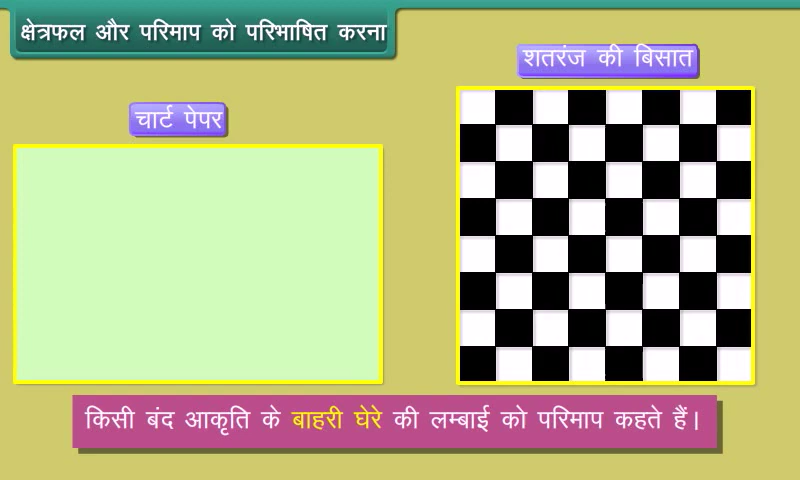 क्षेत्रफल और परिमाप को परिभाषित करना
शतरंज की बिसात
चार्ट पेपर
किसी बंद आकृति के बाहरी घेरे की लम्बाई को परिमाप कहते हैं।